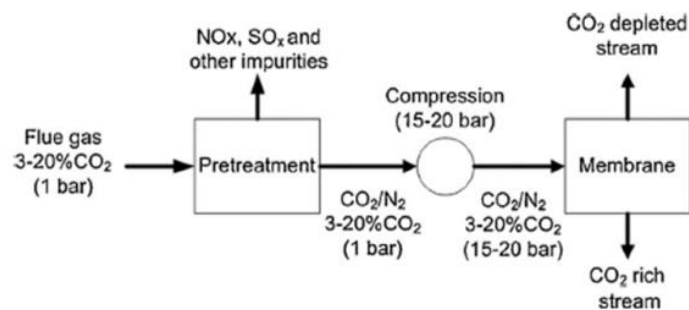 NOx, SOₓ and
other impurities
CO₂ depleted
stream
Compression
(15-20 bar)
Flue gas
3-20%CO₂
(1 bar)
Pretreatment
Membrane
CO₂/N₂
3-20%CO₂
(1 bar)
CO₂/N₂
3-20%CO₂
(15-20 bar)
CO₂ rich
stream